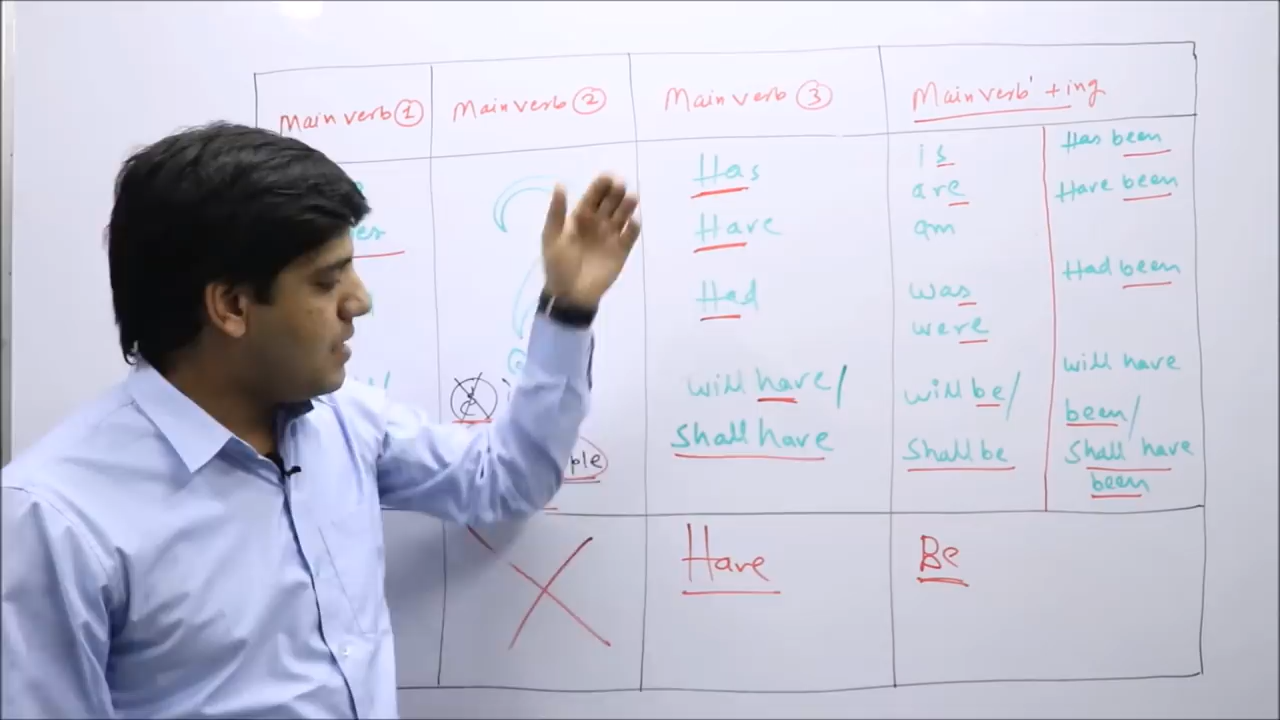 Main verb 1
Main verb 2
Main verb 3
Main verb + ing
Has
Have
Had
will have/
Shall have
is
are
am
was
were
will be/
Shall be
Has been
Have been
Had been
will have
been/
Shall have
been
Have
Be